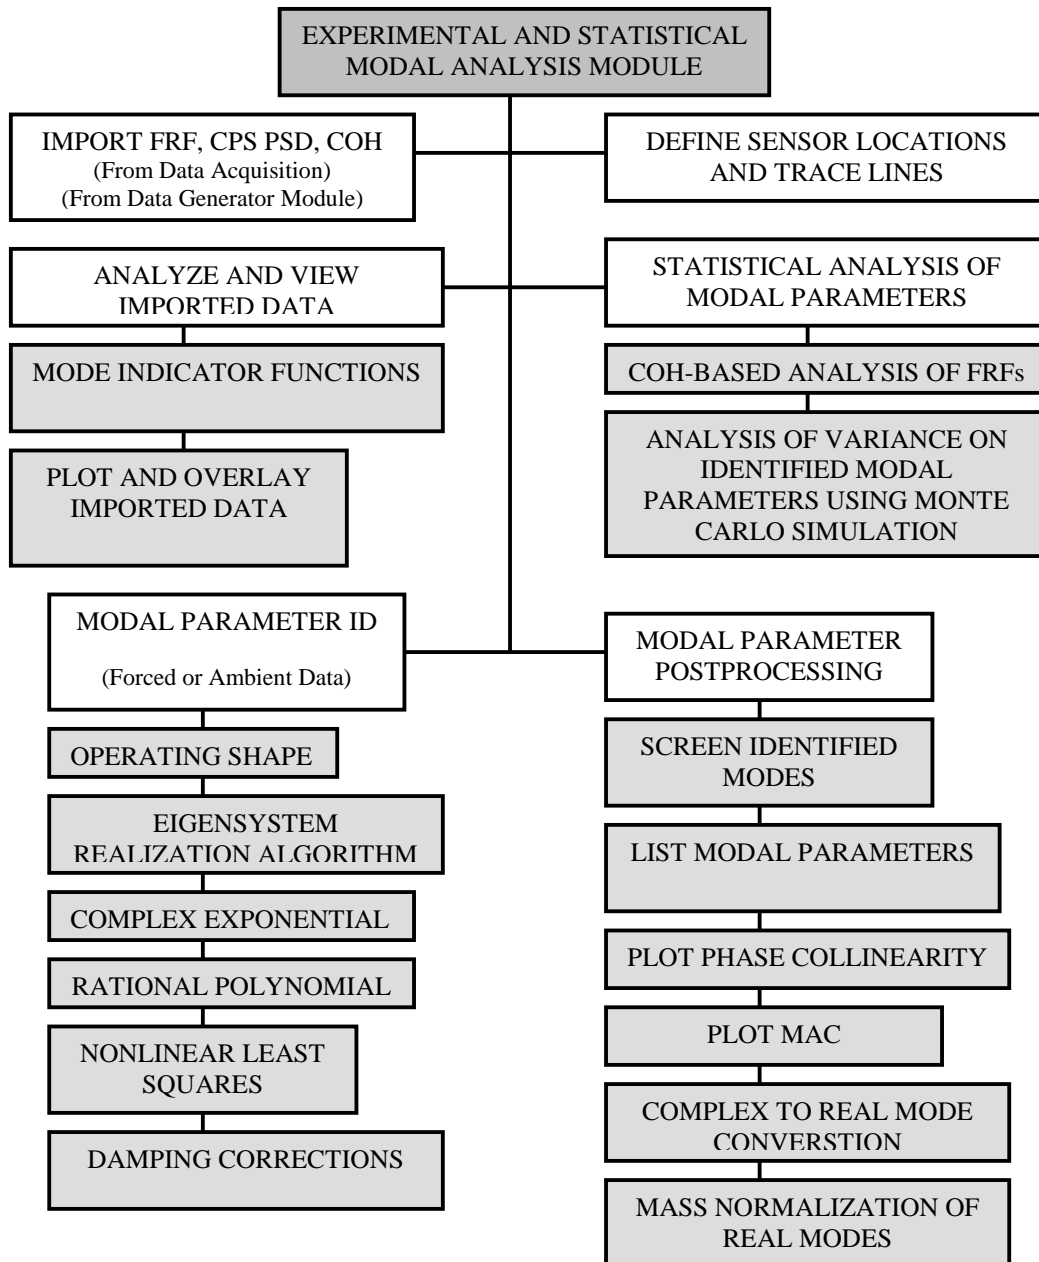 EXPERIMENTAL AND STATISTICAL
MODAL ANALYSIS MODULE
IMPORT FRF, CPS PSD, COH
(From Data Acquisition)
(From Data Generator Module)
DEFINE SENSOR LOCATIONS
AND TRACE LINES
ANALYZE AND VIEW
IMPORTED DATA
MODE INDICATOR FUNCTIONS
PLOT AND OVERLAY
IMPORTED DATA
STATISTICAL ANALYSIS OF
MODAL PARAMETERS
COH-BASED ANALYSIS OF FRFs
ANALYSIS OF VARIANCE ON
IDENTIFIED MODAL
PARAMETERS USING MONTE
CARLO SIMULATION
MODAL PARAMETER ID
(Forced or Ambient Data)
OPERATING SHAPE
EIGENSYSTEM
REALIZATION ALGORITHM
COMPLEX EXPONENTIAL
RATIONAL POLYNOMIAL
NONLINEAR LEAST
SQUARES
DAMPING CORRECTIONS
MODAL PARAMETER
POSTPROCESSING
SCREEN IDENTIFIED
MODES
LIST MODAL PARAMETERS
PLOT PHASE COLLINEARITY
PLOT MAC
COMPLEX TO REAL MODE
CONVERSTION
MASS NORMALIZATION OF
REAL MODES